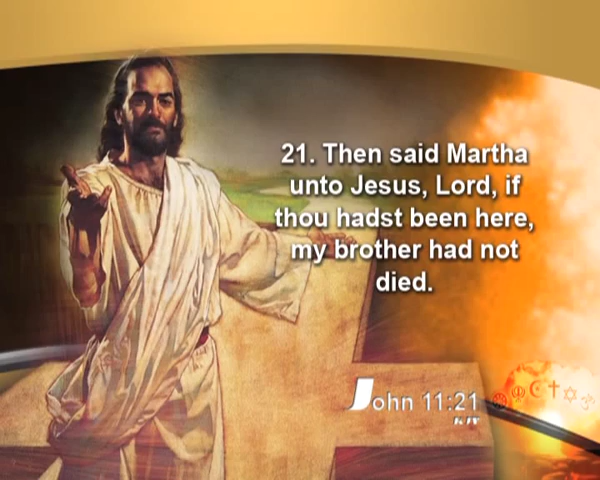 21. Then said Martha
unto Jesus, Lord, if
thou hadst been here,
my brother had not
died.
John 11:21
KJV